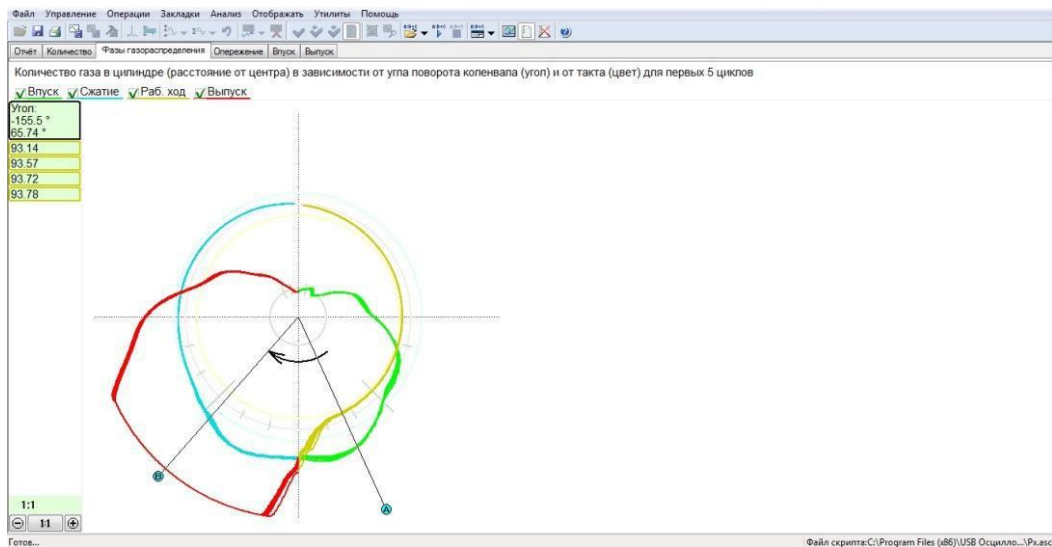 Файл Управление Операции Закладки Анализ Отображать Утилиты Помощь
Отчёт Количество Фазы газораспределения Опережение Впуск Выпуск
Количество газа в цилиндре (расстояние от центра) в зависимости от угла поворота коленвала (угол) и от такта (цвет) для первых 5 циклов
Впуск Сжатие Раб. ход Выпуск
Угол:
-155.5 °
65.74 °
93.14
93.57
93.72
93.78
B
A
1:1
1:1
Готов...
Файл скрипта:C:\Program Files (x86)\USB Осцилло...\Px.asc